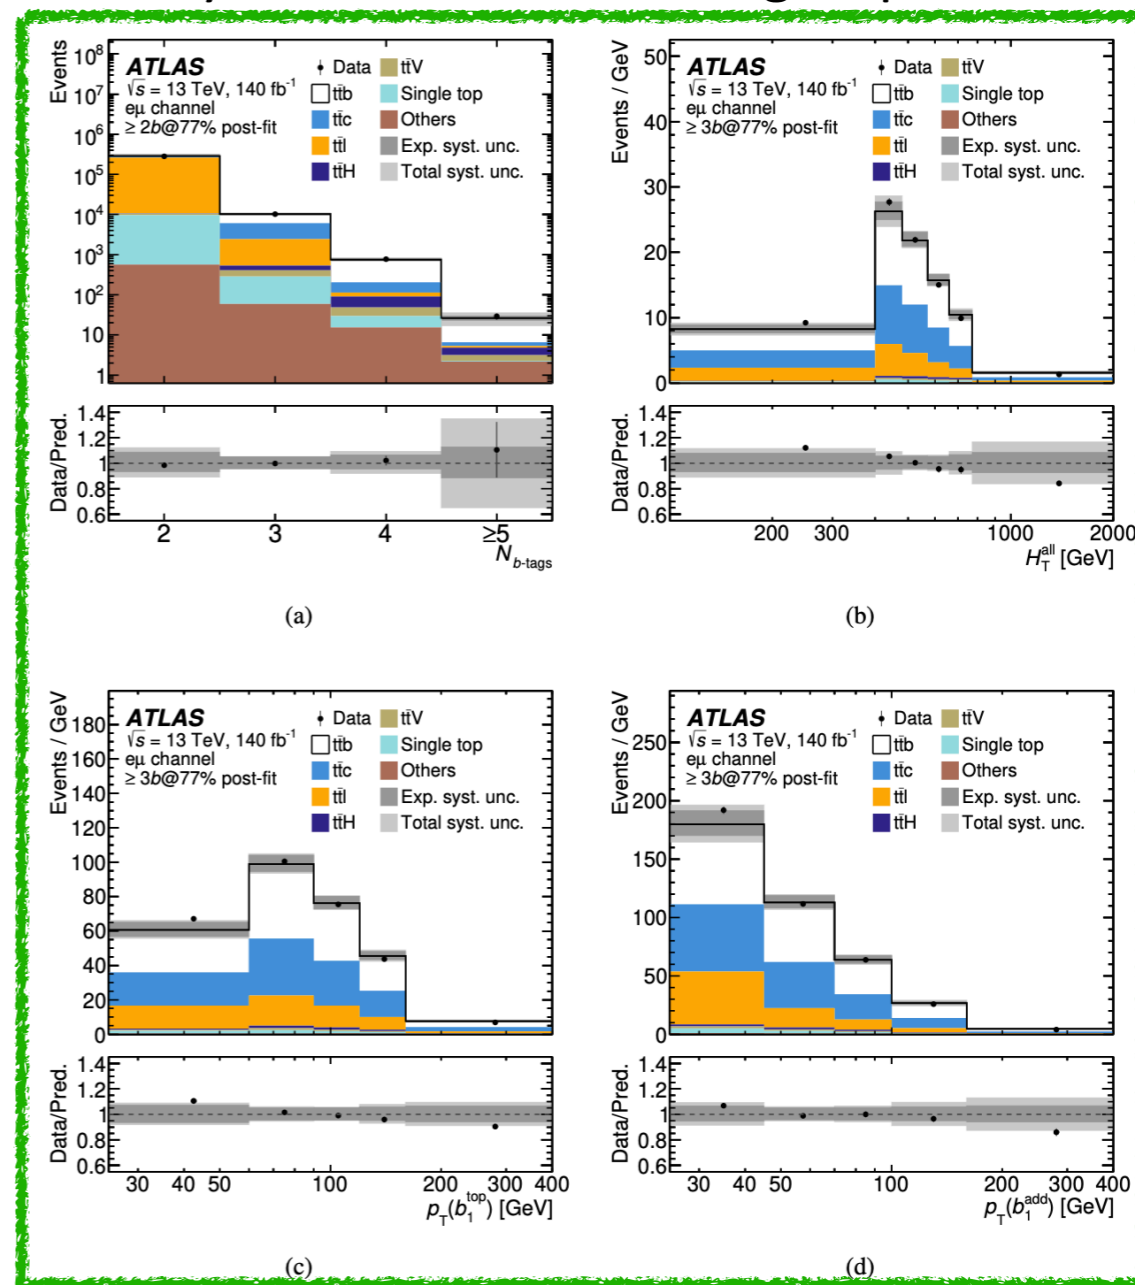 Events
10⁸
10⁷
10⁶
10⁵
10⁴
10³
10²
10
1
ATLAS
√s = 13 TeV, 140 fb⁻¹
eμ channel
≥ 2b@77% post-fit
Data
tt̄b
tt̄c
tt̄l
tt̄H
tt̄V
Single top
Others
Exp. syst. unc.
Total syst. unc.
Data/Pred.
1.4
1.2
1
0.8
0.6
2 3 4 ≥5
N b-tags
(a)
Events / GeV
50
40
30
20
10
0
ATLAS
√s = 13 TeV, 140 fb⁻¹
eμ channel
≥ 3b@77% post-fit
Data
tt̄b
tt̄c
tt̄l
tt̄H
tt̄V
Single top
Others
Exp. syst. unc.
Total syst. unc.
Data/Pred.
1.4
1.2
1
0.8
0.6
200 300 1000 2000
H_T^all [GeV]
(b)
Events / GeV
180
160
140
120
100
80
60
40
20
0
ATLAS
√s = 13 TeV, 140 fb⁻¹
eμ channel
≥ 3b@77% post-fit
Data
tt̄b
tt̄c
tt̄l
tt̄H
tt̄V
Single top
Others
Exp. syst. unc.
Total syst. unc.
Data/Pred.
1.4
1.2
1
0.8
0.6
30 40 50 100 200 300 400
p_T(b_1^top) [GeV]
(c)
Events / GeV
250
200
150
100
50
0
ATLAS
√s = 13 TeV, 140 fb⁻¹
eμ channel
≥ 3b@77% post-fit
Data
tt̄b
tt̄c
tt̄l
tt̄H
tt̄V
Single top
Others
Exp. syst. unc.
Total syst. unc.
Data/Pred.
1.4
1.2
1
0.8
0.6
30 40 50 100 200 300 400
p_T(b_1^add) [GeV]
(d)